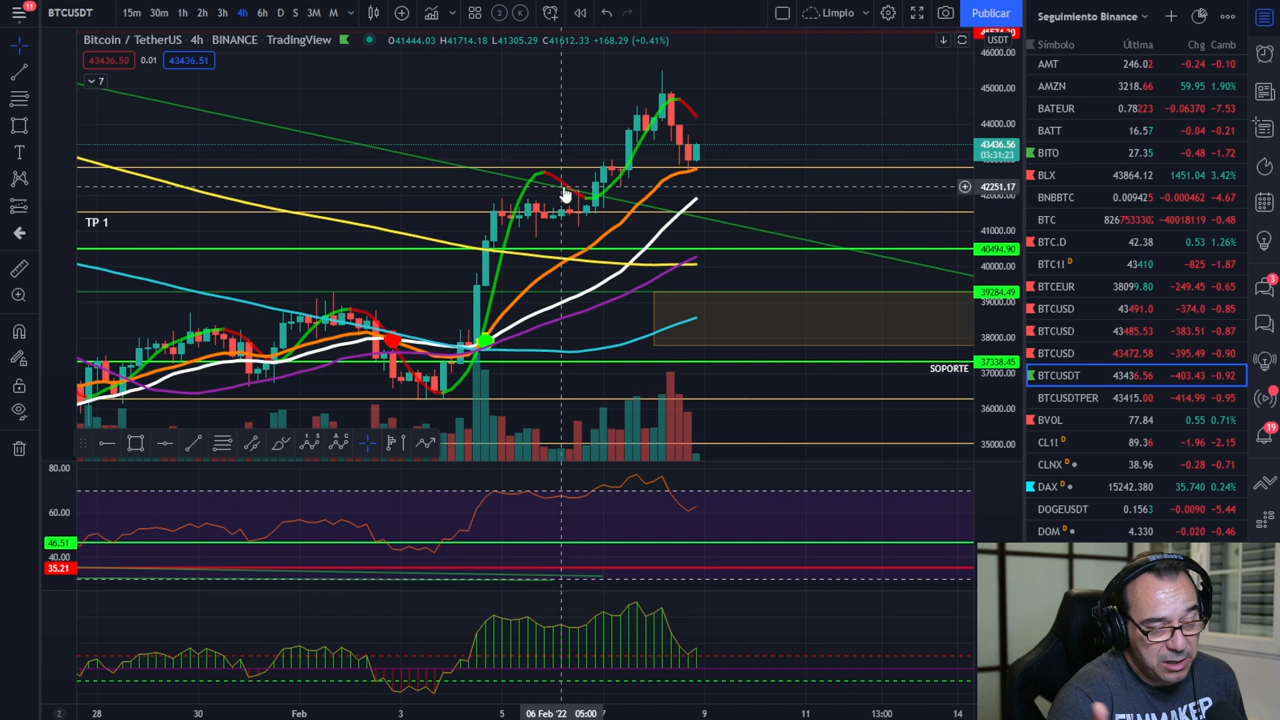 11
BTCUSDT 15m 30m 1h 2h 3h 4h 6h D S 3M M 2 K Limpio Publicar
Seguimiento Binance
Bitcoin / TetherUS · 4h · BINANCE · TradingView O41444.03 H41714.18 L41305.29 C41612.33 +168.29 (+0.41%)
USDT
43436.50 0.01 43436.51
7
46000.00
45000.00
44000.00
43436.56
03:31:23
42251.17
41000.00
40494.90
40000.00
39284.49
39000.00
38000.00
37338.45
37000.00
36000.00
35000.00
TP 1
SOPORTE
80.00
60.00
46.51
40.00
35.21
28 30 Feb 3 5 06 Feb '22 05:00 7 9 11 13:00 14
Símbolo Última Chg Camb
AMT 246.02 −0.24 −0.10
AMZN 3218.66 59.95 1.90%
BATEUR 0.78223 −0.06370 −7.53
BATT 16.57 −0.04 −0.21
BITO 27.35 −0.48 −1.72
BLX 1451.04 3.42%
BNBBTC 0.009425 −0.000462 −4.67
BTC −40018119 −0.48
BTC.D 42.38 0.53 1.26%
BTC1! D 43410 −825 −1.87
BTCEUR 38099.80 −249.45 −0.65
BTCUSD 43491.0 −374.0 −0.85
BTCUSD 43485.53 −383.51 −0.87
BTCUSD 43472.58 −395.49 −0.90
BTCUSDT 43436.56 −403.43 −0.92
BTCUSDTPER 43415.00 −414.99 −0.95
BVOL 77.84 0.55 0.71%
CL1! D 89.36 −1.96 −2.15
CLNX 38.96 −0.28 −0.71
DAX D 15242.380 35.740 0.24%
DOGEUSDT 0.1563 −0.0090 −5.44
DOM D 4.330 −0.020 −0.46
3
19
FILMMAKER